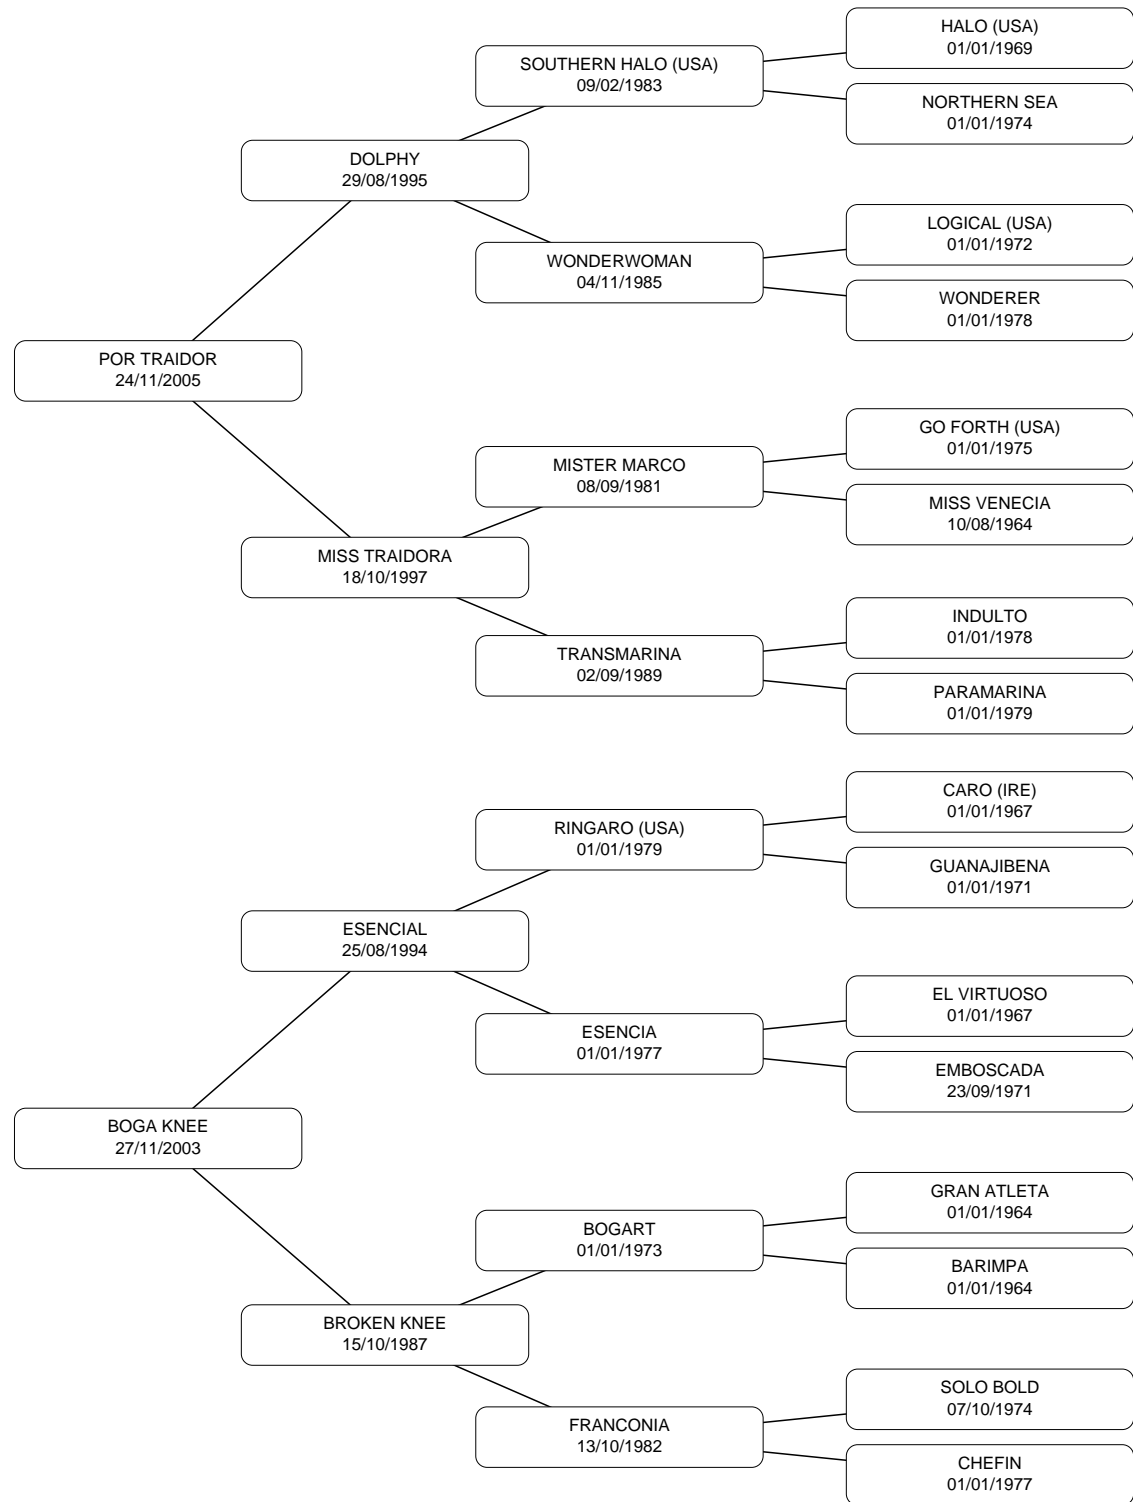 HALO (USA)
01/01/1969
SOUTHERN HALO (USA)
09/02/1983
NORTHERN SEA
01/01/1974
DOLPHY
29/08/1995
LOGICAL (USA)
01/01/1972
WONDERWOMAN
04/11/1985
WONDERER
01/01/1978
POR TRAIDOR
24/11/2005
GO FORTH (USA)
01/01/1975
MISTER MARCO
08/09/1981
MISS VENECIA
10/08/1964
MISS TRAIDORA
18/10/1997
INDULTO
01/01/1978
TRANSMARINA
02/09/1989
PARAMARINA
01/01/1979
CARO (IRE)
01/01/1967
RINGARO (USA)
01/01/1979
GUANAJIBENA
01/01/1971
ESENCIAL
25/08/1994
EL VIRTUOSO
01/01/1967
ESENCIA
01/01/1977
EMBOSCADA
23/09/1971
BOGA KNEE
27/11/2003
GRAN ATLETA
01/01/1964
BOGART
01/01/1973
BARIMPA
01/01/1964
BROKEN KNEE
15/10/1987
SOLO BOLD
07/10/1974
FRANCONIA
13/10/1982
CHEFIN
01/01/1977